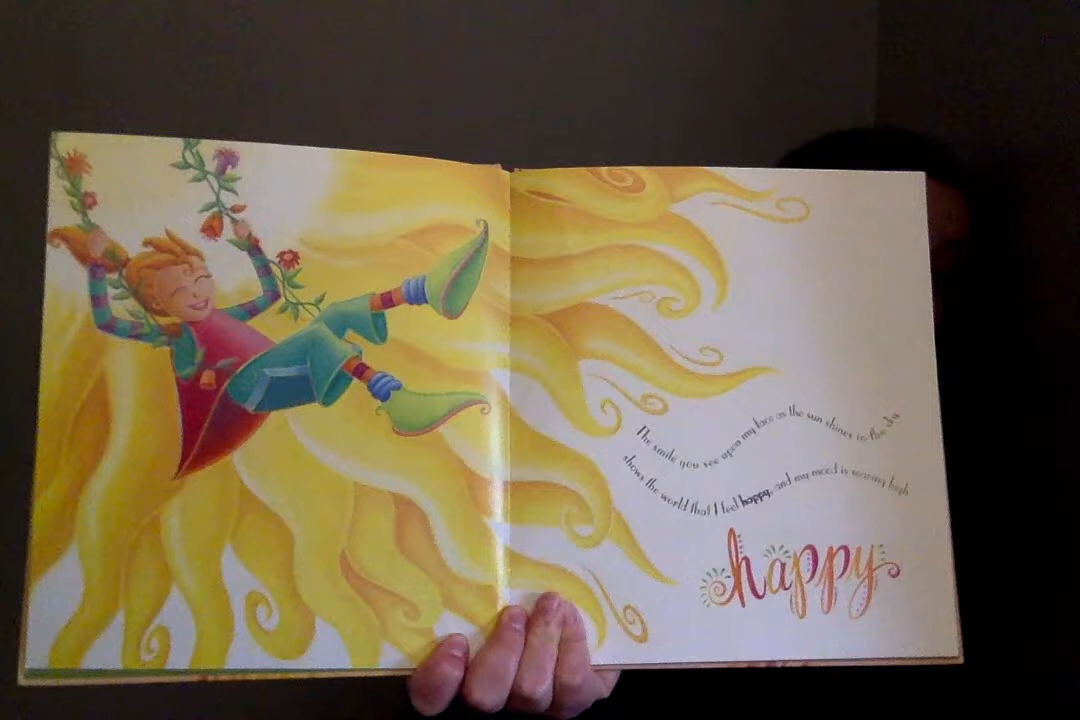 The smile you see upon my face as the sun shines in the sky
shows the world that I feel happy, and my mood is soaring high
happy